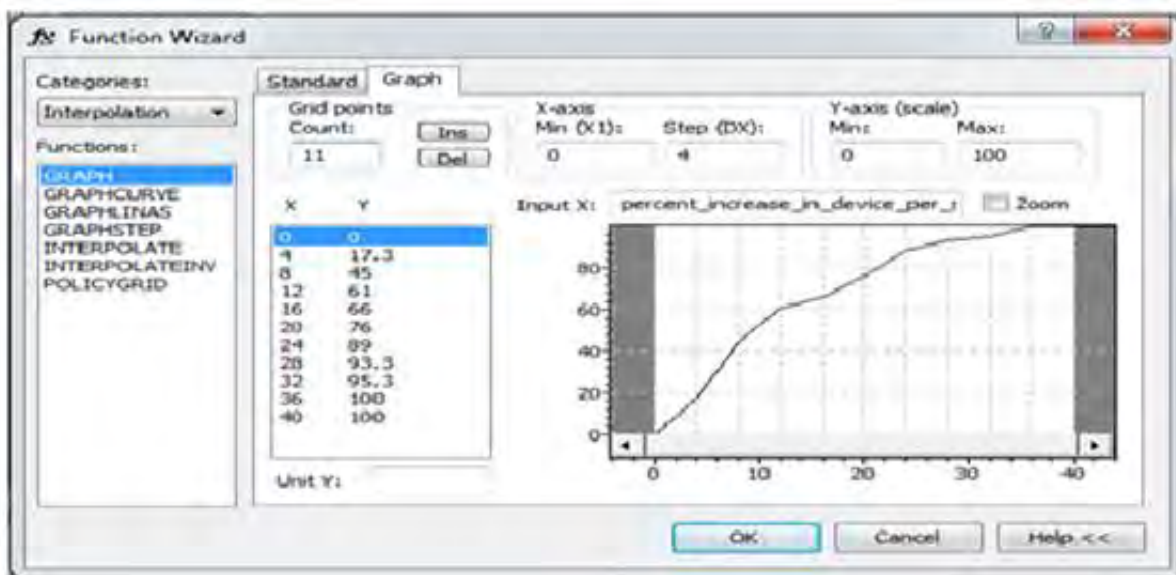 fx Function Wizard
Categories:
Interpolation
Functions:
GRAPH
GRAPHCURVE
GRAPHLINAS
GRAPHSTEP
INTERPOLATE
INTERPOLATEINV
POLICYGRID
Standard Graph
Grid points
Count:
11
Ins
Del
X-axis
Min (X1): Step (DX):
0 4
Y-axis (scale)
Min: Max:
0 100
X Y
0 0
4 17.3
8 45
12 61
16 66
20 76
24 89
28 93.3
32 95.3
36 100
40 100
Unit Y:
Input X: percent_increase_in_device_per_ Zoom
80
60
40
20
0
0 10 20 30 40
OK Cancel Help <<